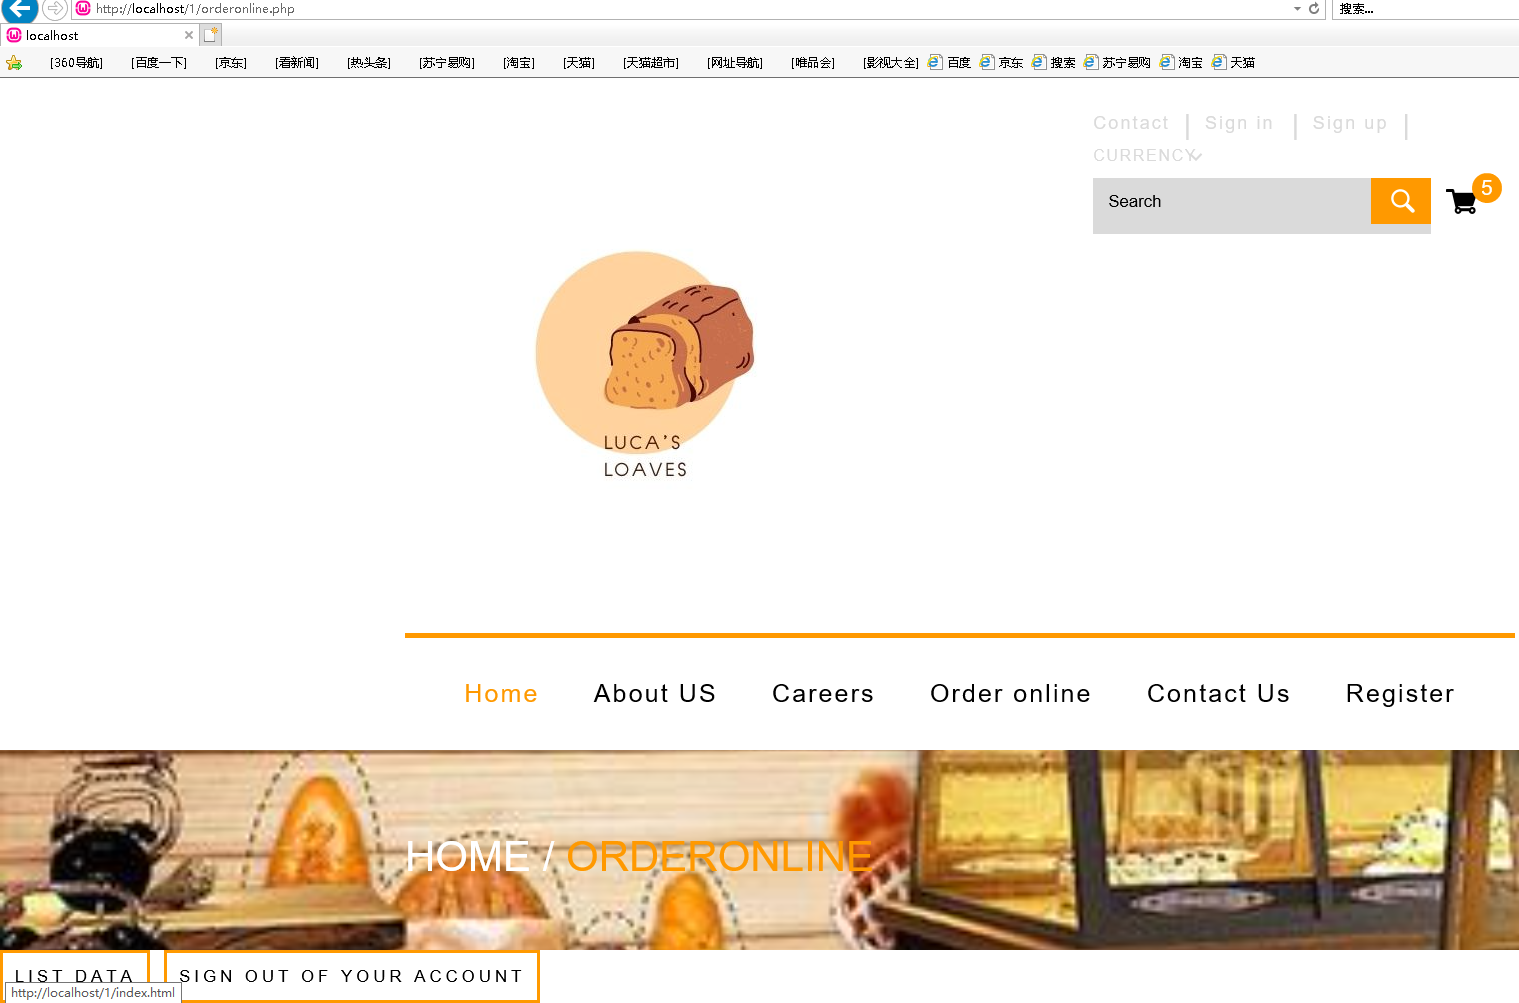 http://localhost/1/orderonline.php
搜索...
localhost
[360导航] [百度一下] [京东] [看新闻] [热头条] [苏宁易购] [淘宝] [天猫] [天猫超市] [网址导航] [唯品会] [影视大全] 百度 京东 搜索 苏宁易购 淘宝 天猫
Contact Sign in Sign up
CURRENCY
Search 5
LUCA'S
LOAVES
Home About US Careers Order online Contact Us Register
HOME / ORDERONLINE
LIST DATA SIGN OUT OF YOUR ACCOUNT
http://localhost/1/index.html